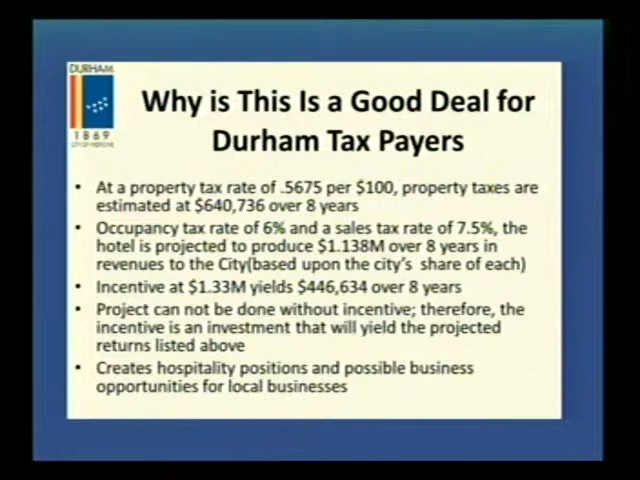 DURHAM
1869
CITY OF MEDICINE
Why is This Is a Good Deal for
Durham Tax Payers
• At a property tax rate of .5675 per $100, property taxes are
estimated at $640,736 over 8 years
• Occupancy tax rate of 6% and a sales tax rate of 7.5%, the
hotel is projected to produce $1.138M over 8 years in
revenues to the City(based upon the city's share of each)
• Incentive at $1.33M yields $446,634 over 8 years
• Project can not be done without incentive; therefore, the
incentive is an investment that will yield the projected
returns listed above
• Creates hospitality positions and possible business
opportunities for local businesses